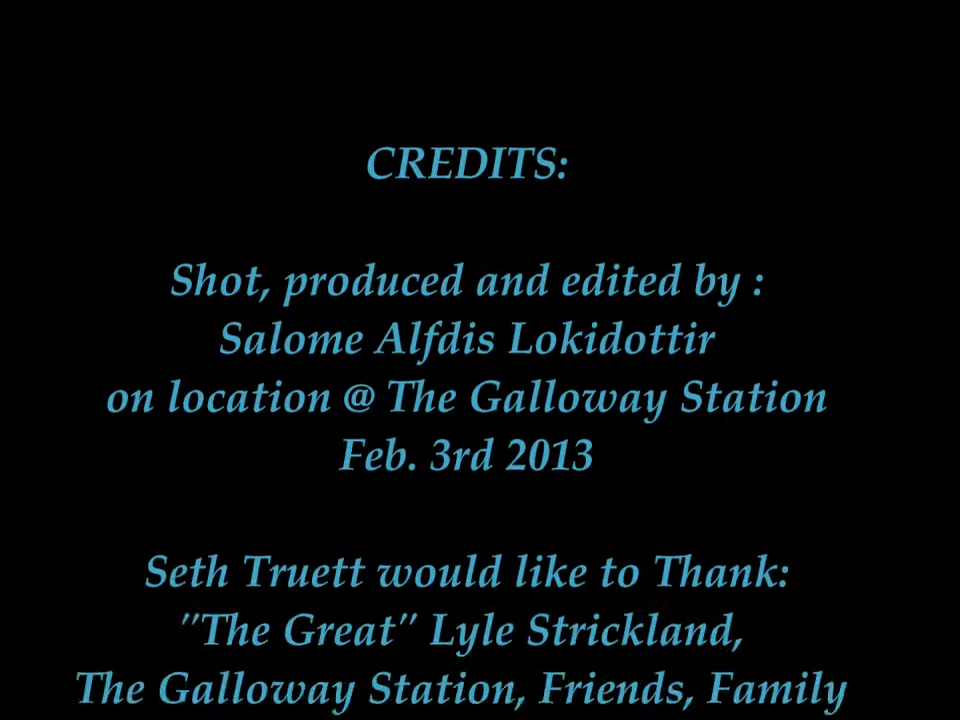 CREDITS:
Shot, produced and edited by :
Salome Alfdis Lokidottir
on location @ The Galloway Station
Feb. 3rd 2013
Seth Truett would like to Thank:
"The Great" Lyle Strickland,
The Galloway Station, Friends, Family